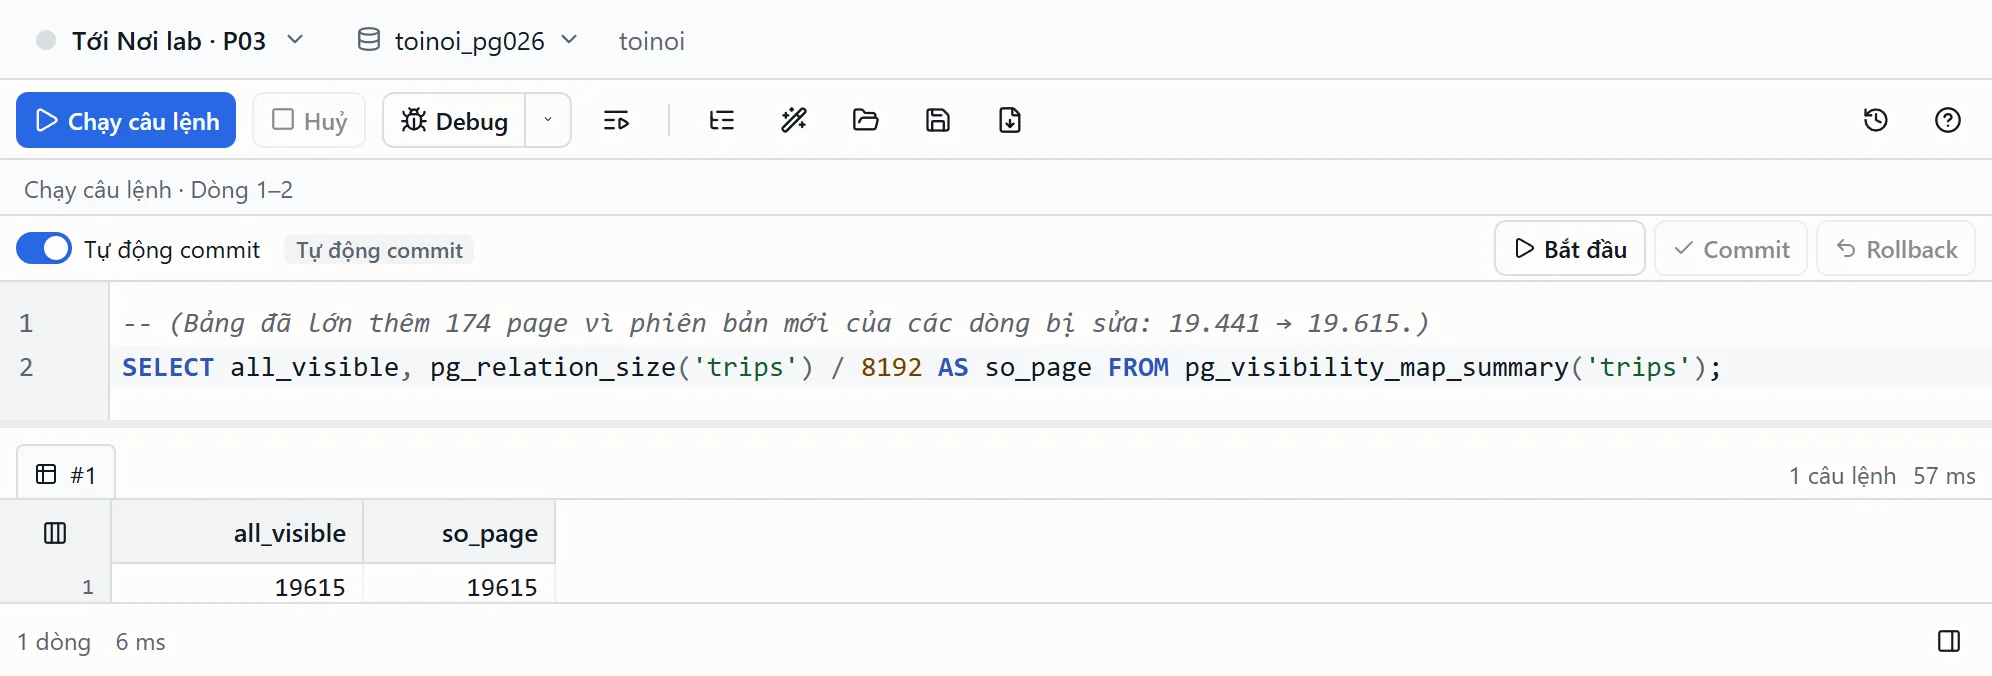 Tới Nơi lab · P03 toinoi_pg026 toinoi
Chạy câu lệnh Huỷ Debug
Chạy câu lệnh · Dòng 1–2
Tự động commit Tự động commit Bắt đầu Commit Rollback
1 -- (Bảng đã lớn thêm 174 page vì phiên bản mới của các dòng bị sửa: 19.441 → 19.615.)
2 SELECT all_visible, pg_relation_size('trips') / 8192 AS so_page FROM pg_visibility_map_summary('trips');
#1 1 câu lệnh 57 ms
all_visible so_page
1 19615 19615
1 dòng 6 ms